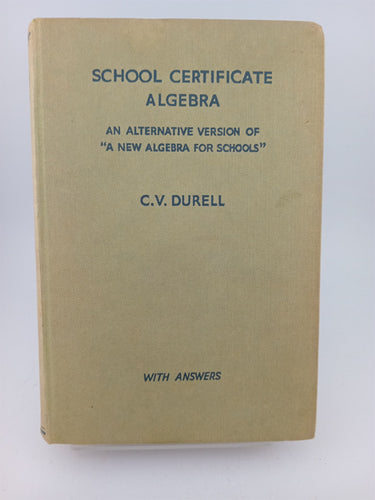 SCHOOL CERTIFICATE
ALGEBRA
AN ALTERNATIVE VERSION OF
"A NEW ALGEBRA FOR SCHOOLS"
C.V. DURELL
WITH ANSWERS